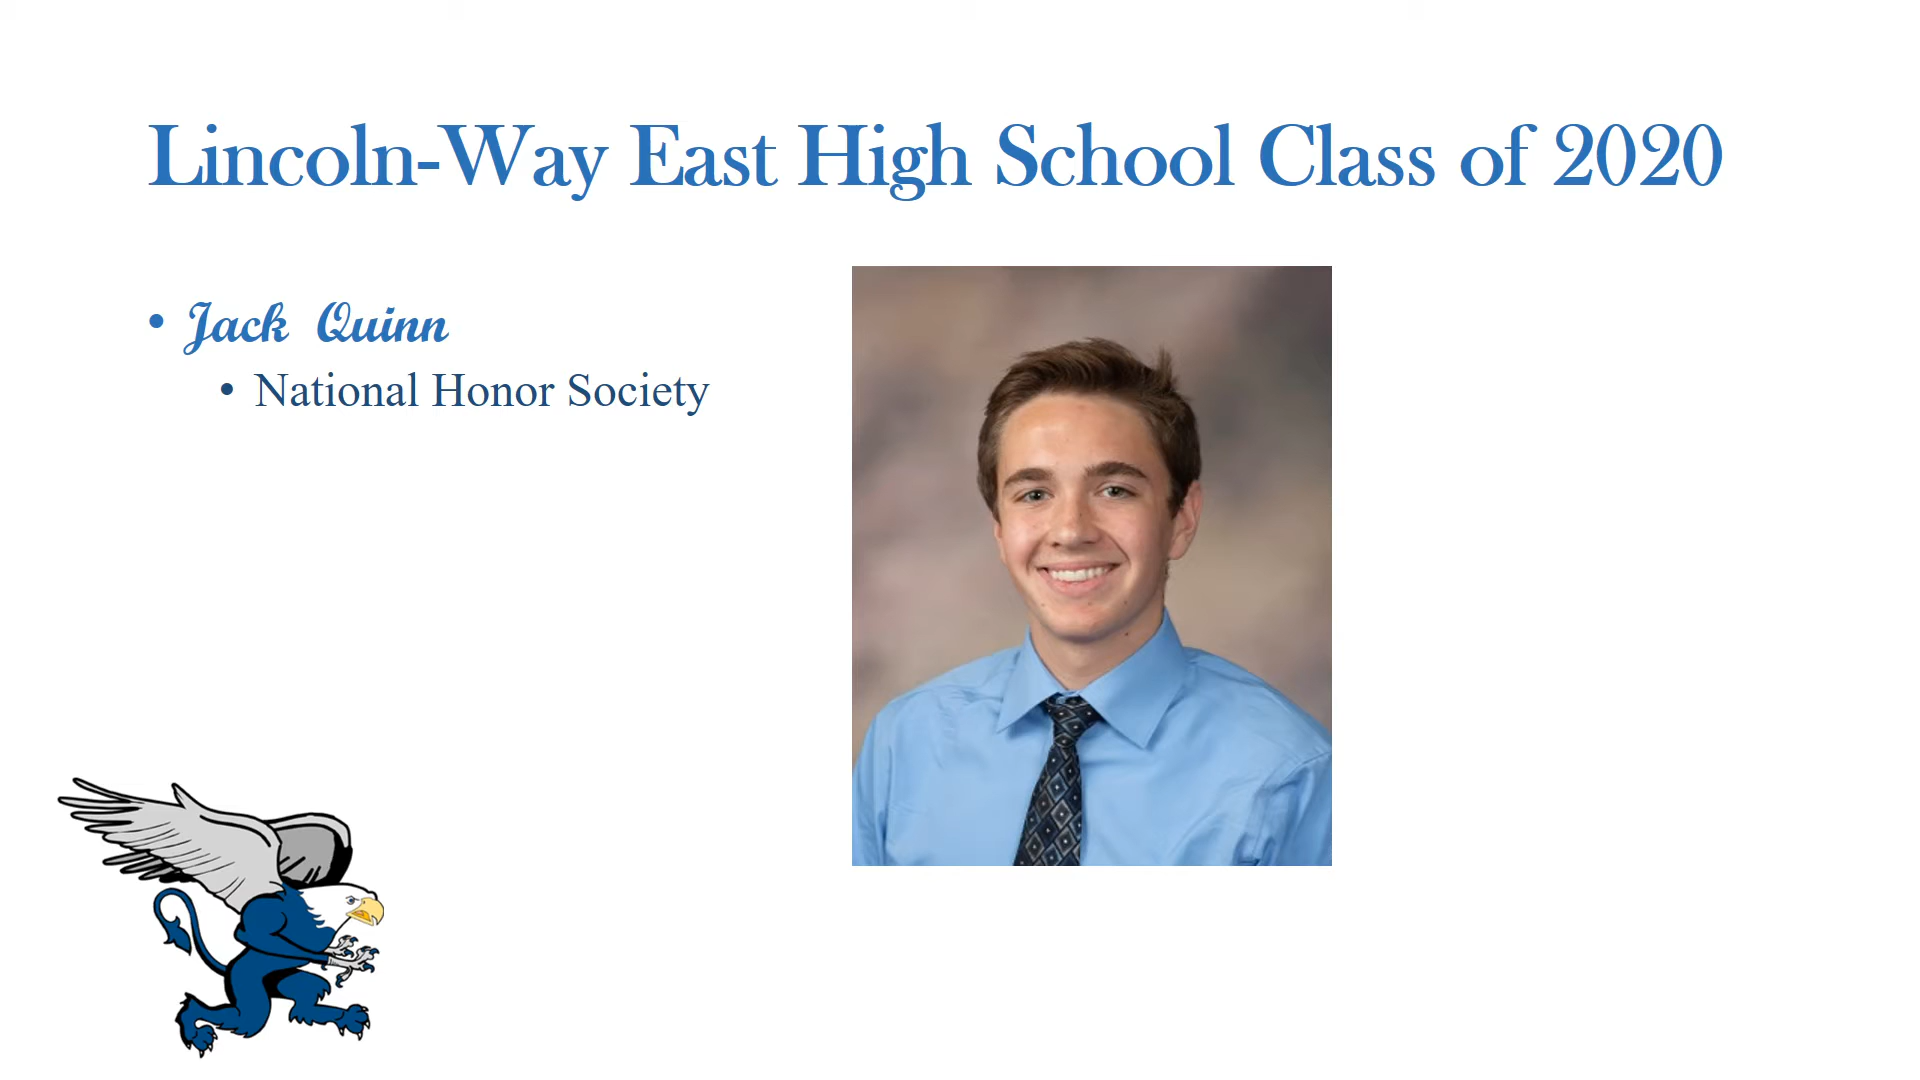 Lincoln-Way East High School Class of 2020
• Jack Quinn
• National Honor Society